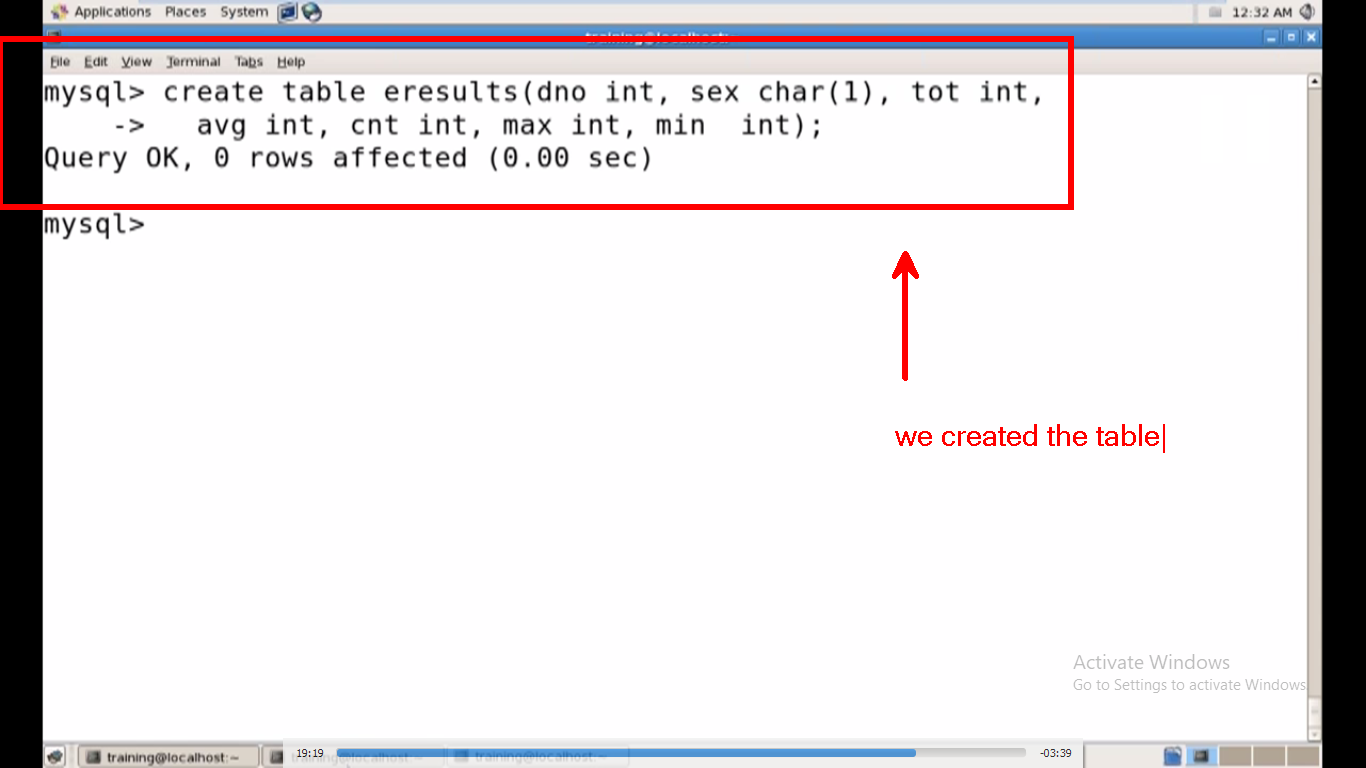 Applications Places System 12:32 AM
training@localhost:~
File Edit View Terminal Tabs Help
mysql> create table eresults(dno int, sex char(1), tot int,
-> avg int, cnt int, max int, min int);
Query OK, 0 rows affected (0.00 sec)
mysql>
we created the table
Activate Windows
Go to Settings to activate Windows
training@localhost:~ training@localhost:~ training@localhost:~
19:19 -03:39